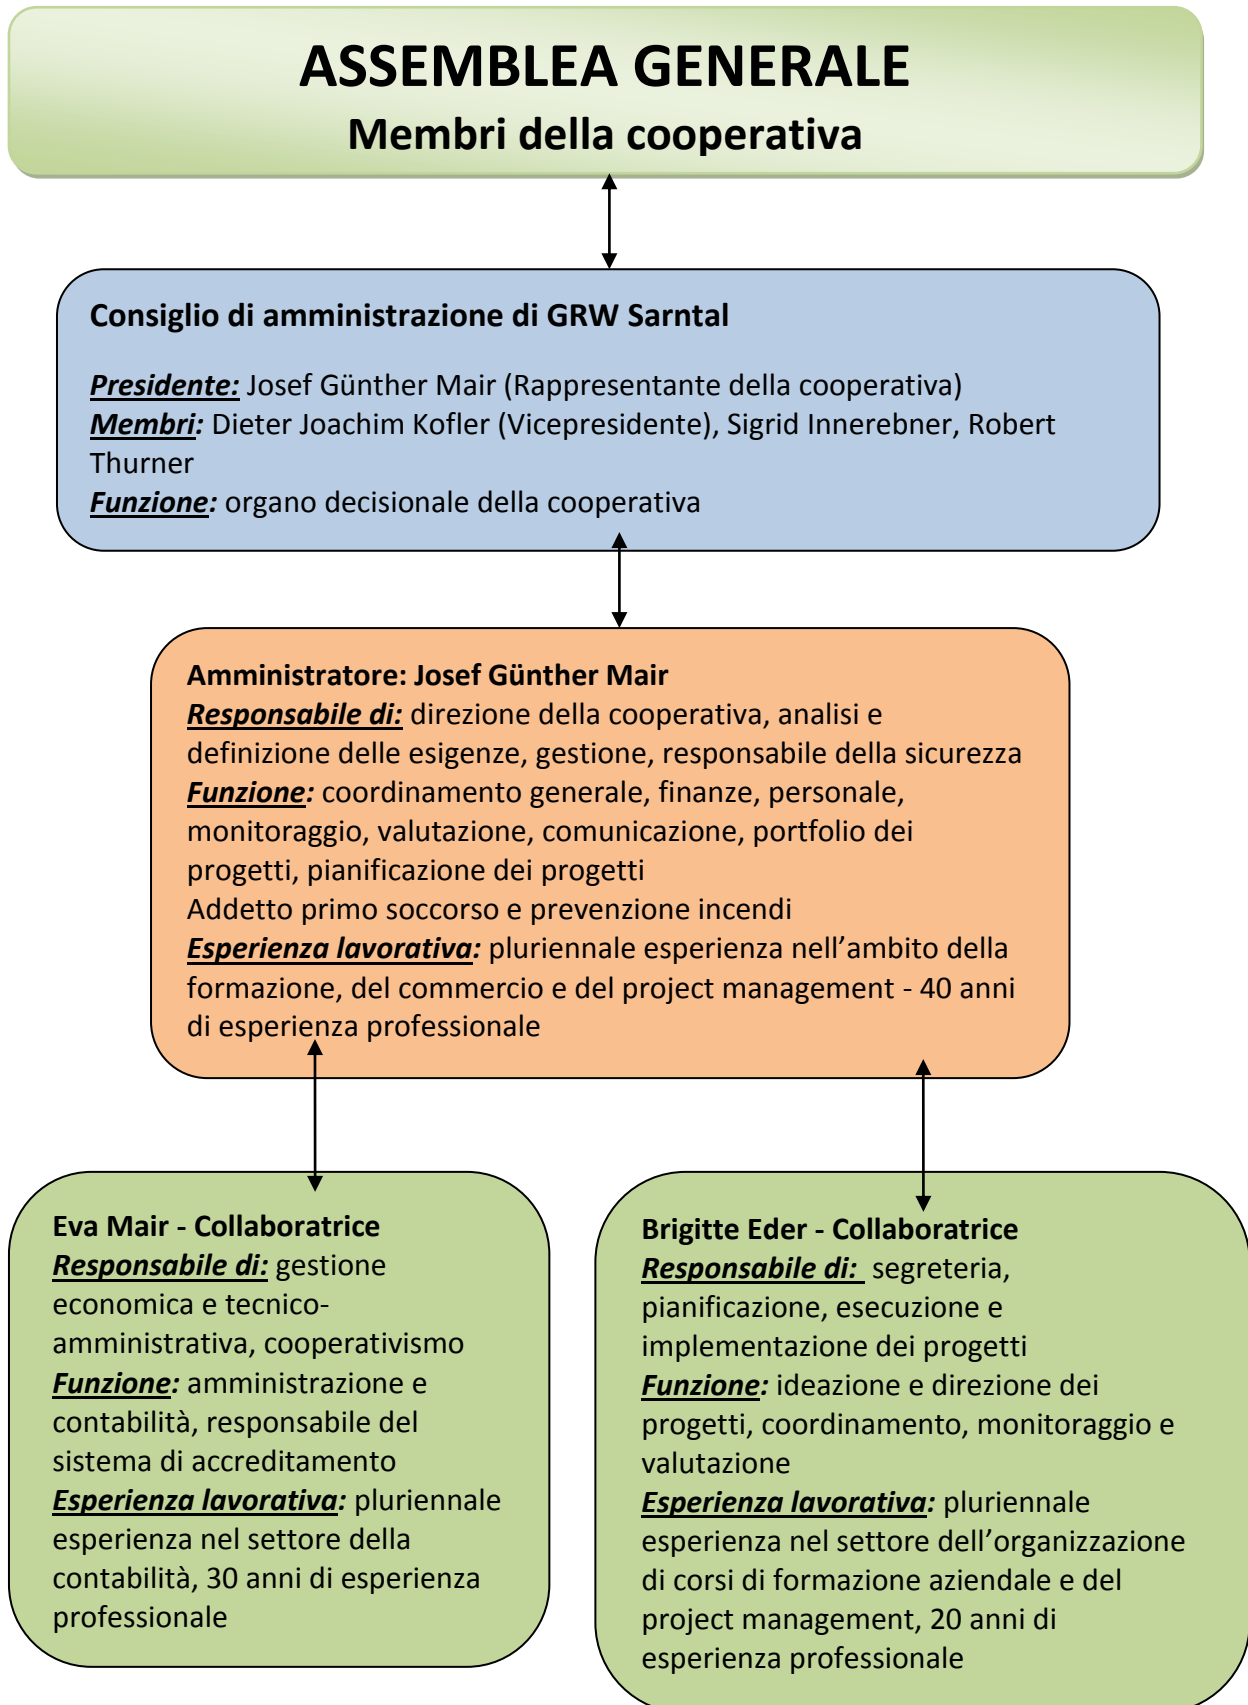 ASSEMBLEA GENERALE
Membri della cooperativa
Consiglio di amministrazione di GRW Sarntal
Presidente: Josef Günther Mair (Rappresentante della cooperativa)
Membri: Dieter Joachim Kofler (Vicepresidente), Sigrid Innerebner, Robert
Thurner
Funzione: organo decisionale della cooperativa
Amministratore: Josef Günther Mair
Responsabile di: direzione della cooperativa, analisi e
definizione delle esigenze, gestione, responsabile della sicurezza
Funzione: coordinamento generale, finanze, personale,
monitoraggio, valutazione, comunicazione, portfolio dei
progetti, pianificazione dei progetti
Addetto primo soccorso e prevenzione incendi
Esperienza lavorativa: pluriennale esperienza nell’ambito della
formazione, del commercio e del project management - 40 anni
di esperienza professionale
Eva Mair - Collaboratrice
Responsabile di: gestione
economica e tecnico-
amministrativa, cooperativismo
Funzione: amministrazione e
contabilità, responsabile del
sistema di accreditamento
Esperienza lavorativa: pluriennale
esperienza nel settore della
contabilità, 30 anni di esperienza
professionale
Brigitte Eder - Collaboratrice
Responsabile di: segreteria,
pianificazione, esecuzione e
implementazione dei progetti
Funzione: ideazione e direzione dei
progetti, coordinamento, monitoraggio e
valutazione
Esperienza lavorativa: pluriennale
esperienza nel settore dell’organizzazione
di corsi di formazione aziendale e del
project management, 20 anni di
esperienza professionale